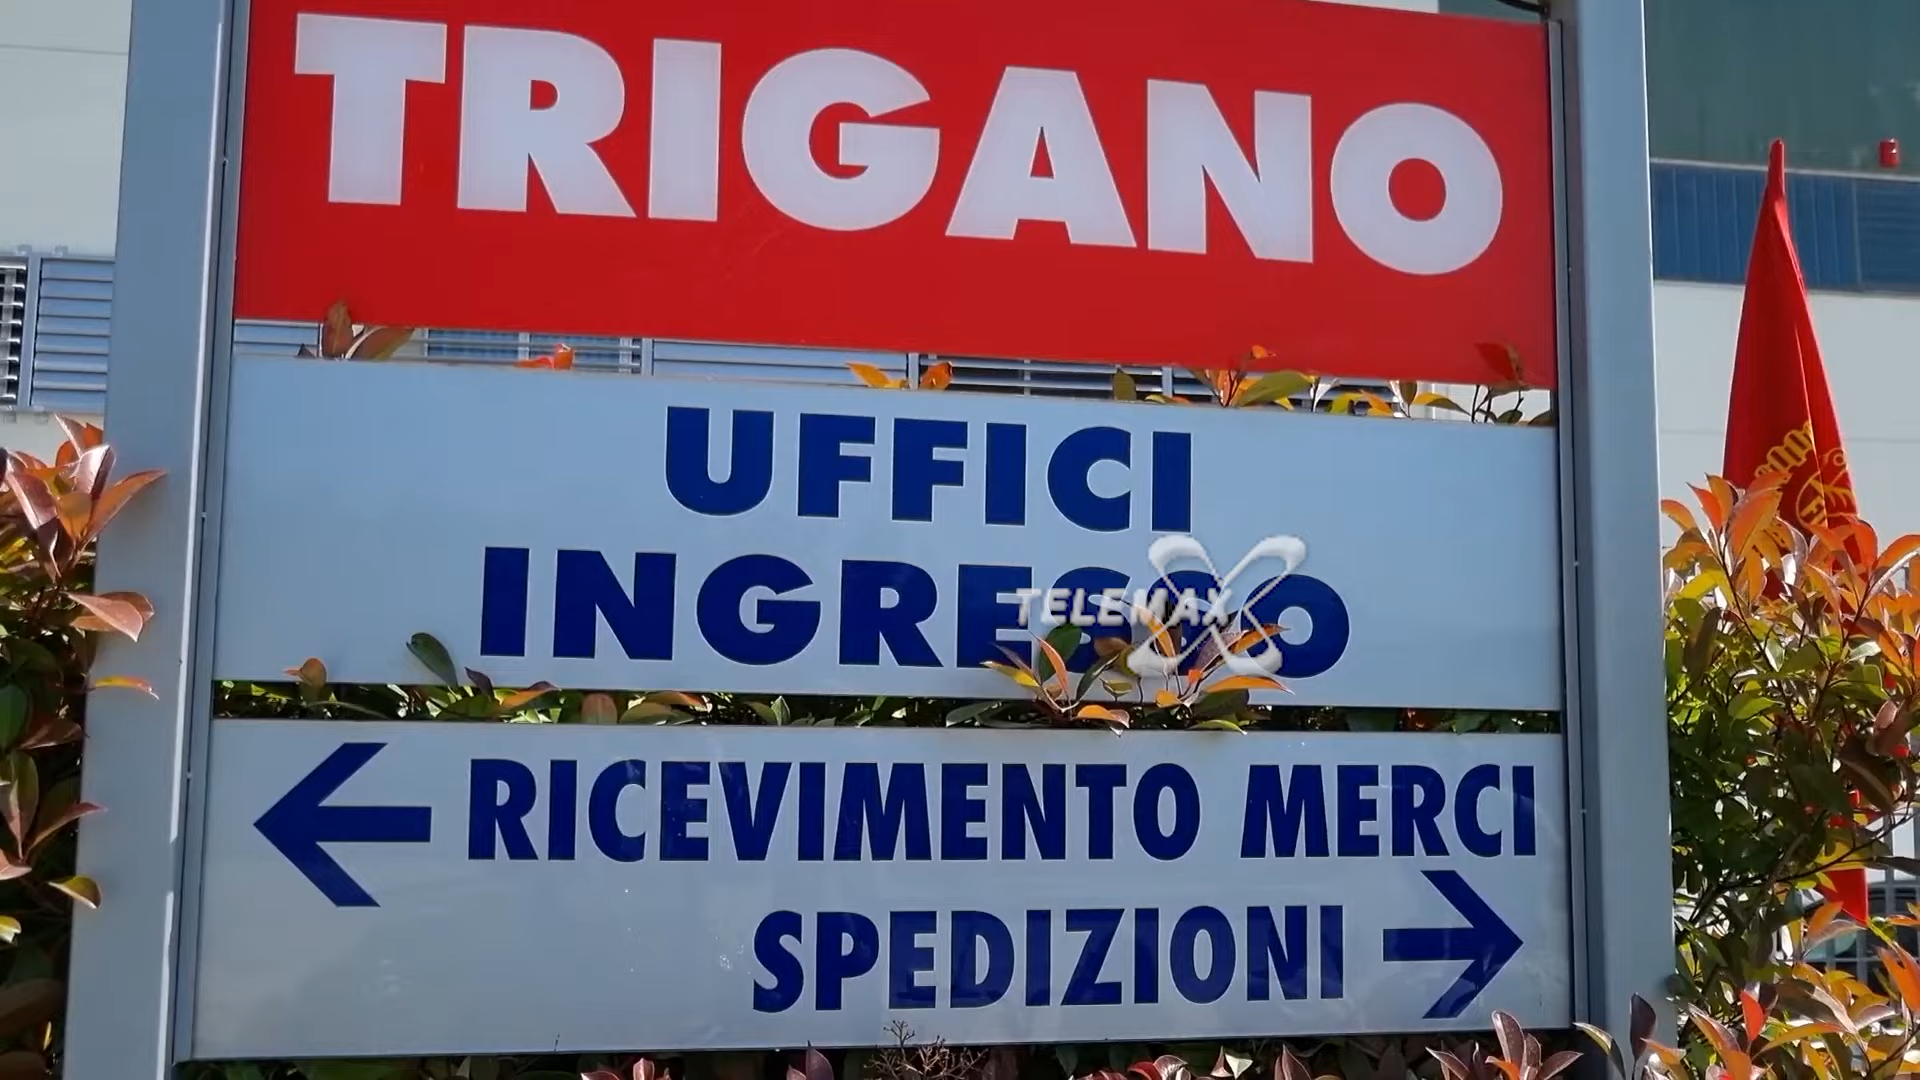 TRIGANO
UFFICI
INGRESSO
TELEMAX
RICEVIMENTO MERCI
SPEDIZIONI